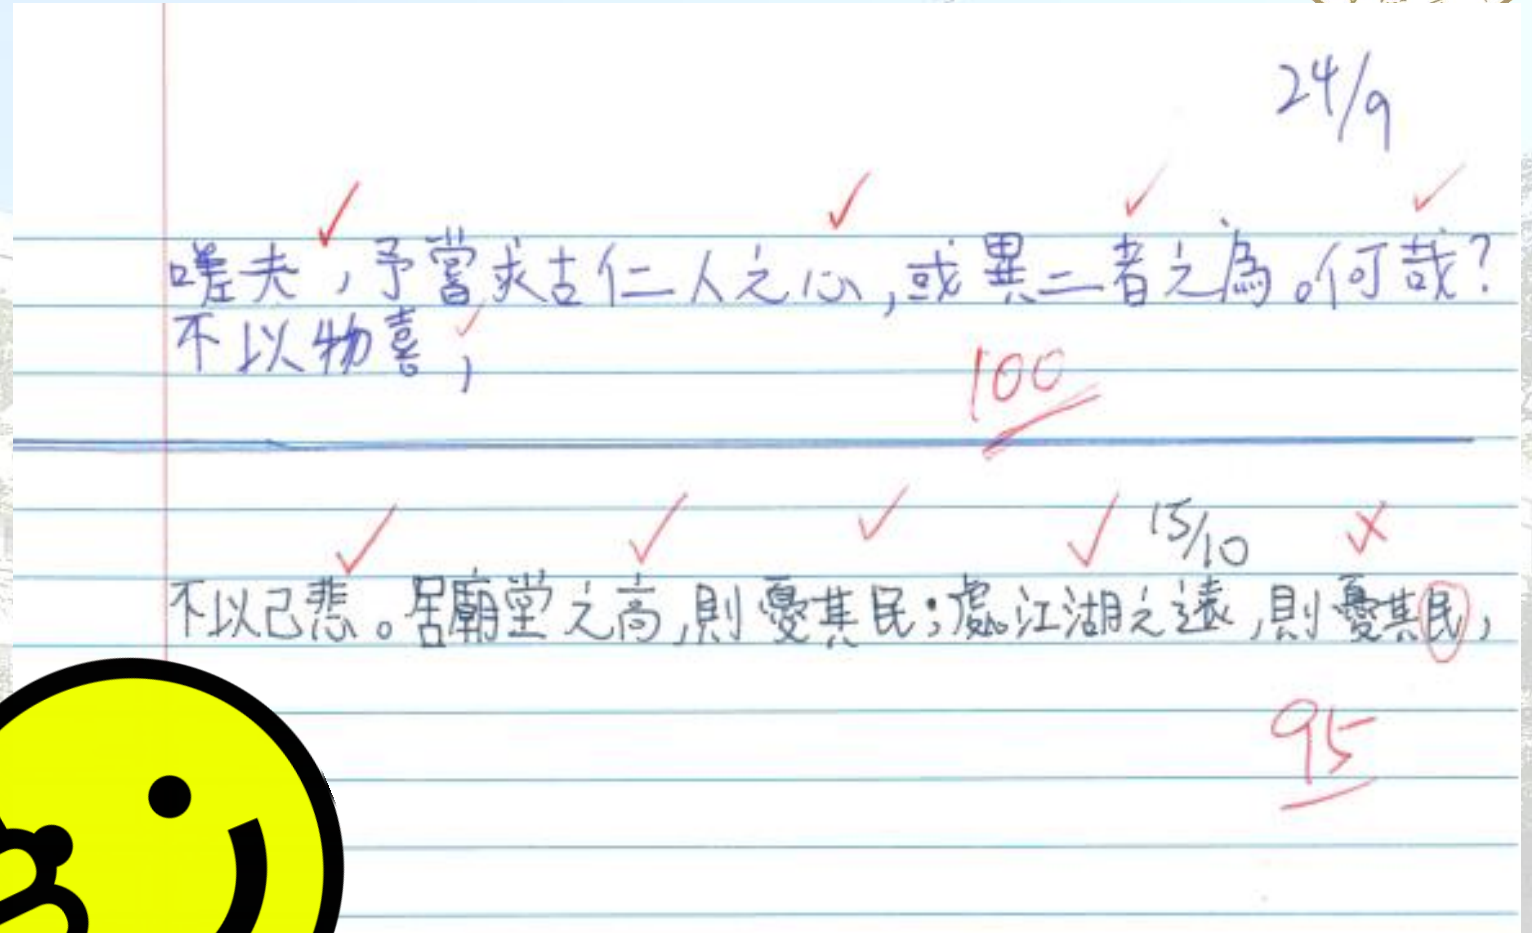 24/9
嗟夫，予嘗求古仁人之心，或異二者之為。何哉？
不以物喜，
100
15/10
不以己悲。居廟堂之高，則憂其民；處江湖之遠，則憂其民，
95